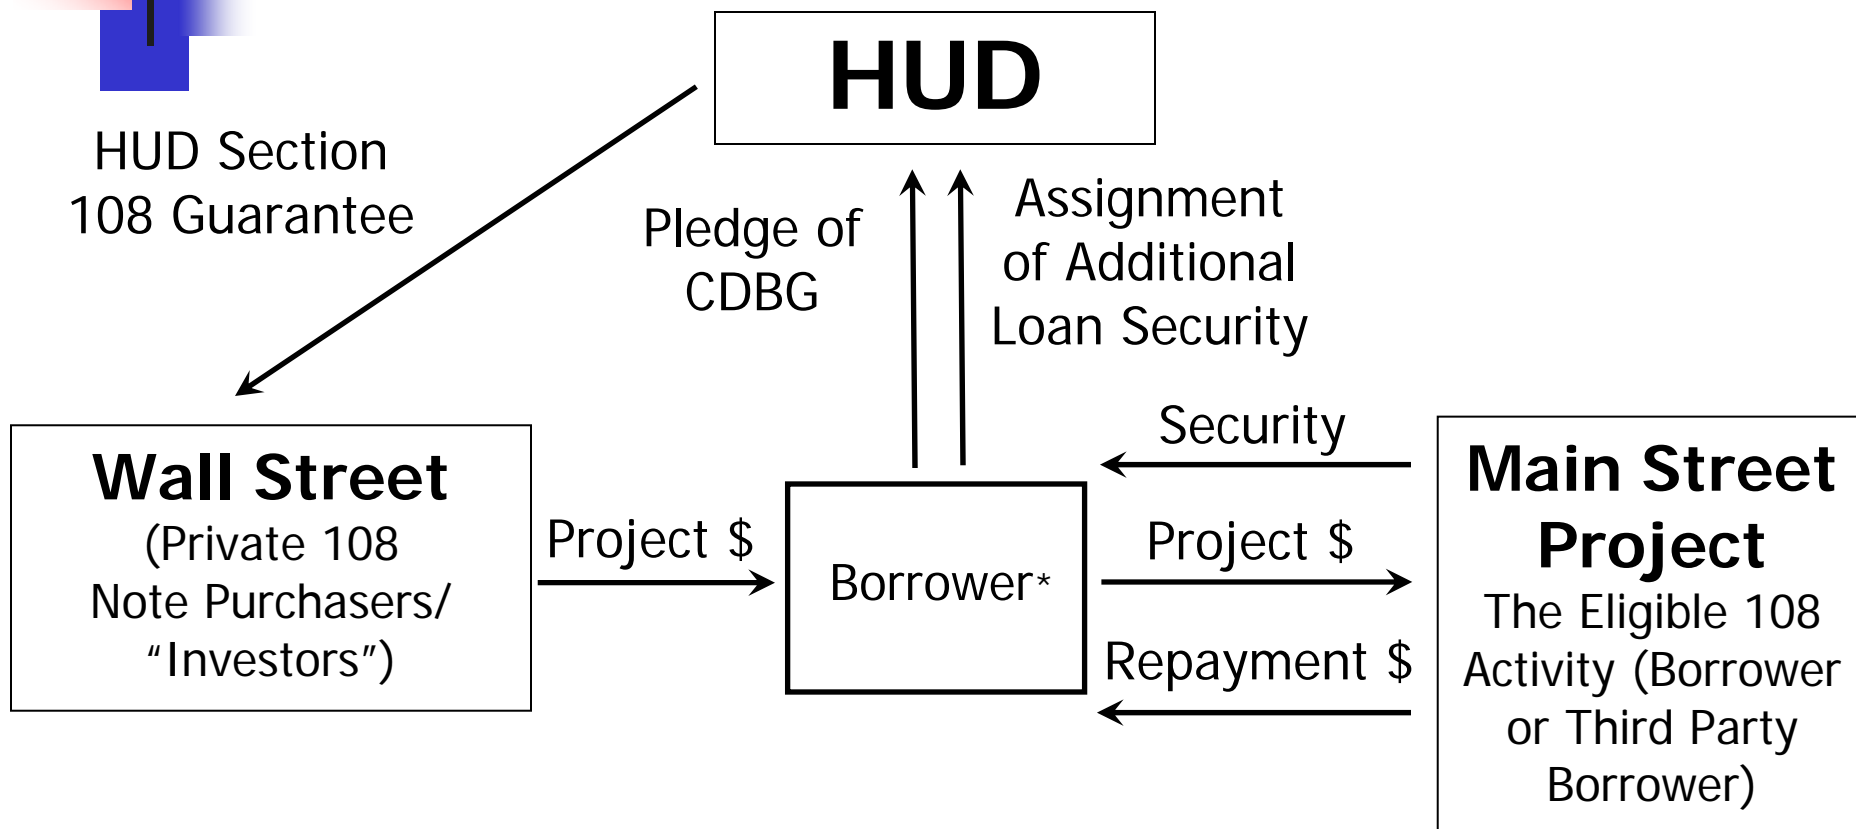 HUD
HUD Section
108 Guarantee
Pledge of
CDBG
Assignment
of Additional
Loan Security
Wall Street
(Private 108
Note Purchasers/
“Investors”)
Project $
Borrower*
Security
Project $
Repayment $
Main Street
Project
The Eligible 108
Activity (Borrower
or Third Party
Borrower)